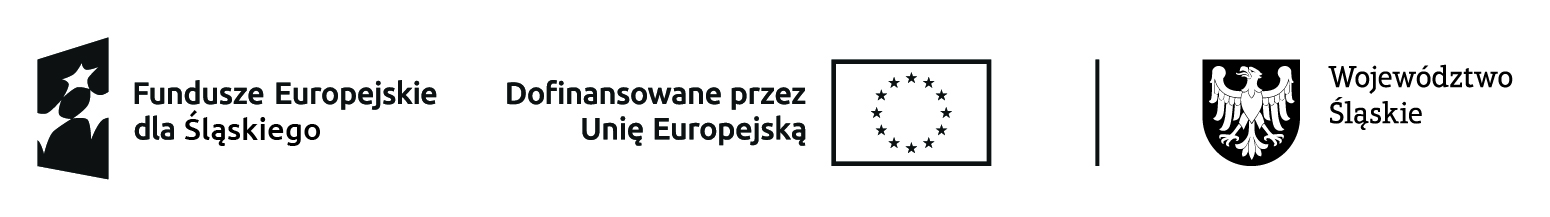 Fundusze Europejskie
dla Śląskiego
Dofinansowane przez
Unię Europejską
Województwo
Śląskie